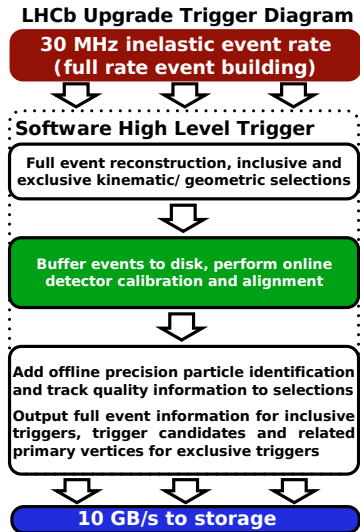 LHCb Upgrade Trigger Diagram
30 MHz inelastic event rate
(full rate event building)
Software High Level Trigger
Full event reconstruction, inclusive and
exclusive kinematic/ geometric selections
Buffer events to disk, perform online
detector calibration and alignment
Add offline precision particle identification
and track quality information to selections
Output full event information for inclusive
triggers, trigger candidates and related
primary vertices for exclusive triggers
10 GB/s to storage